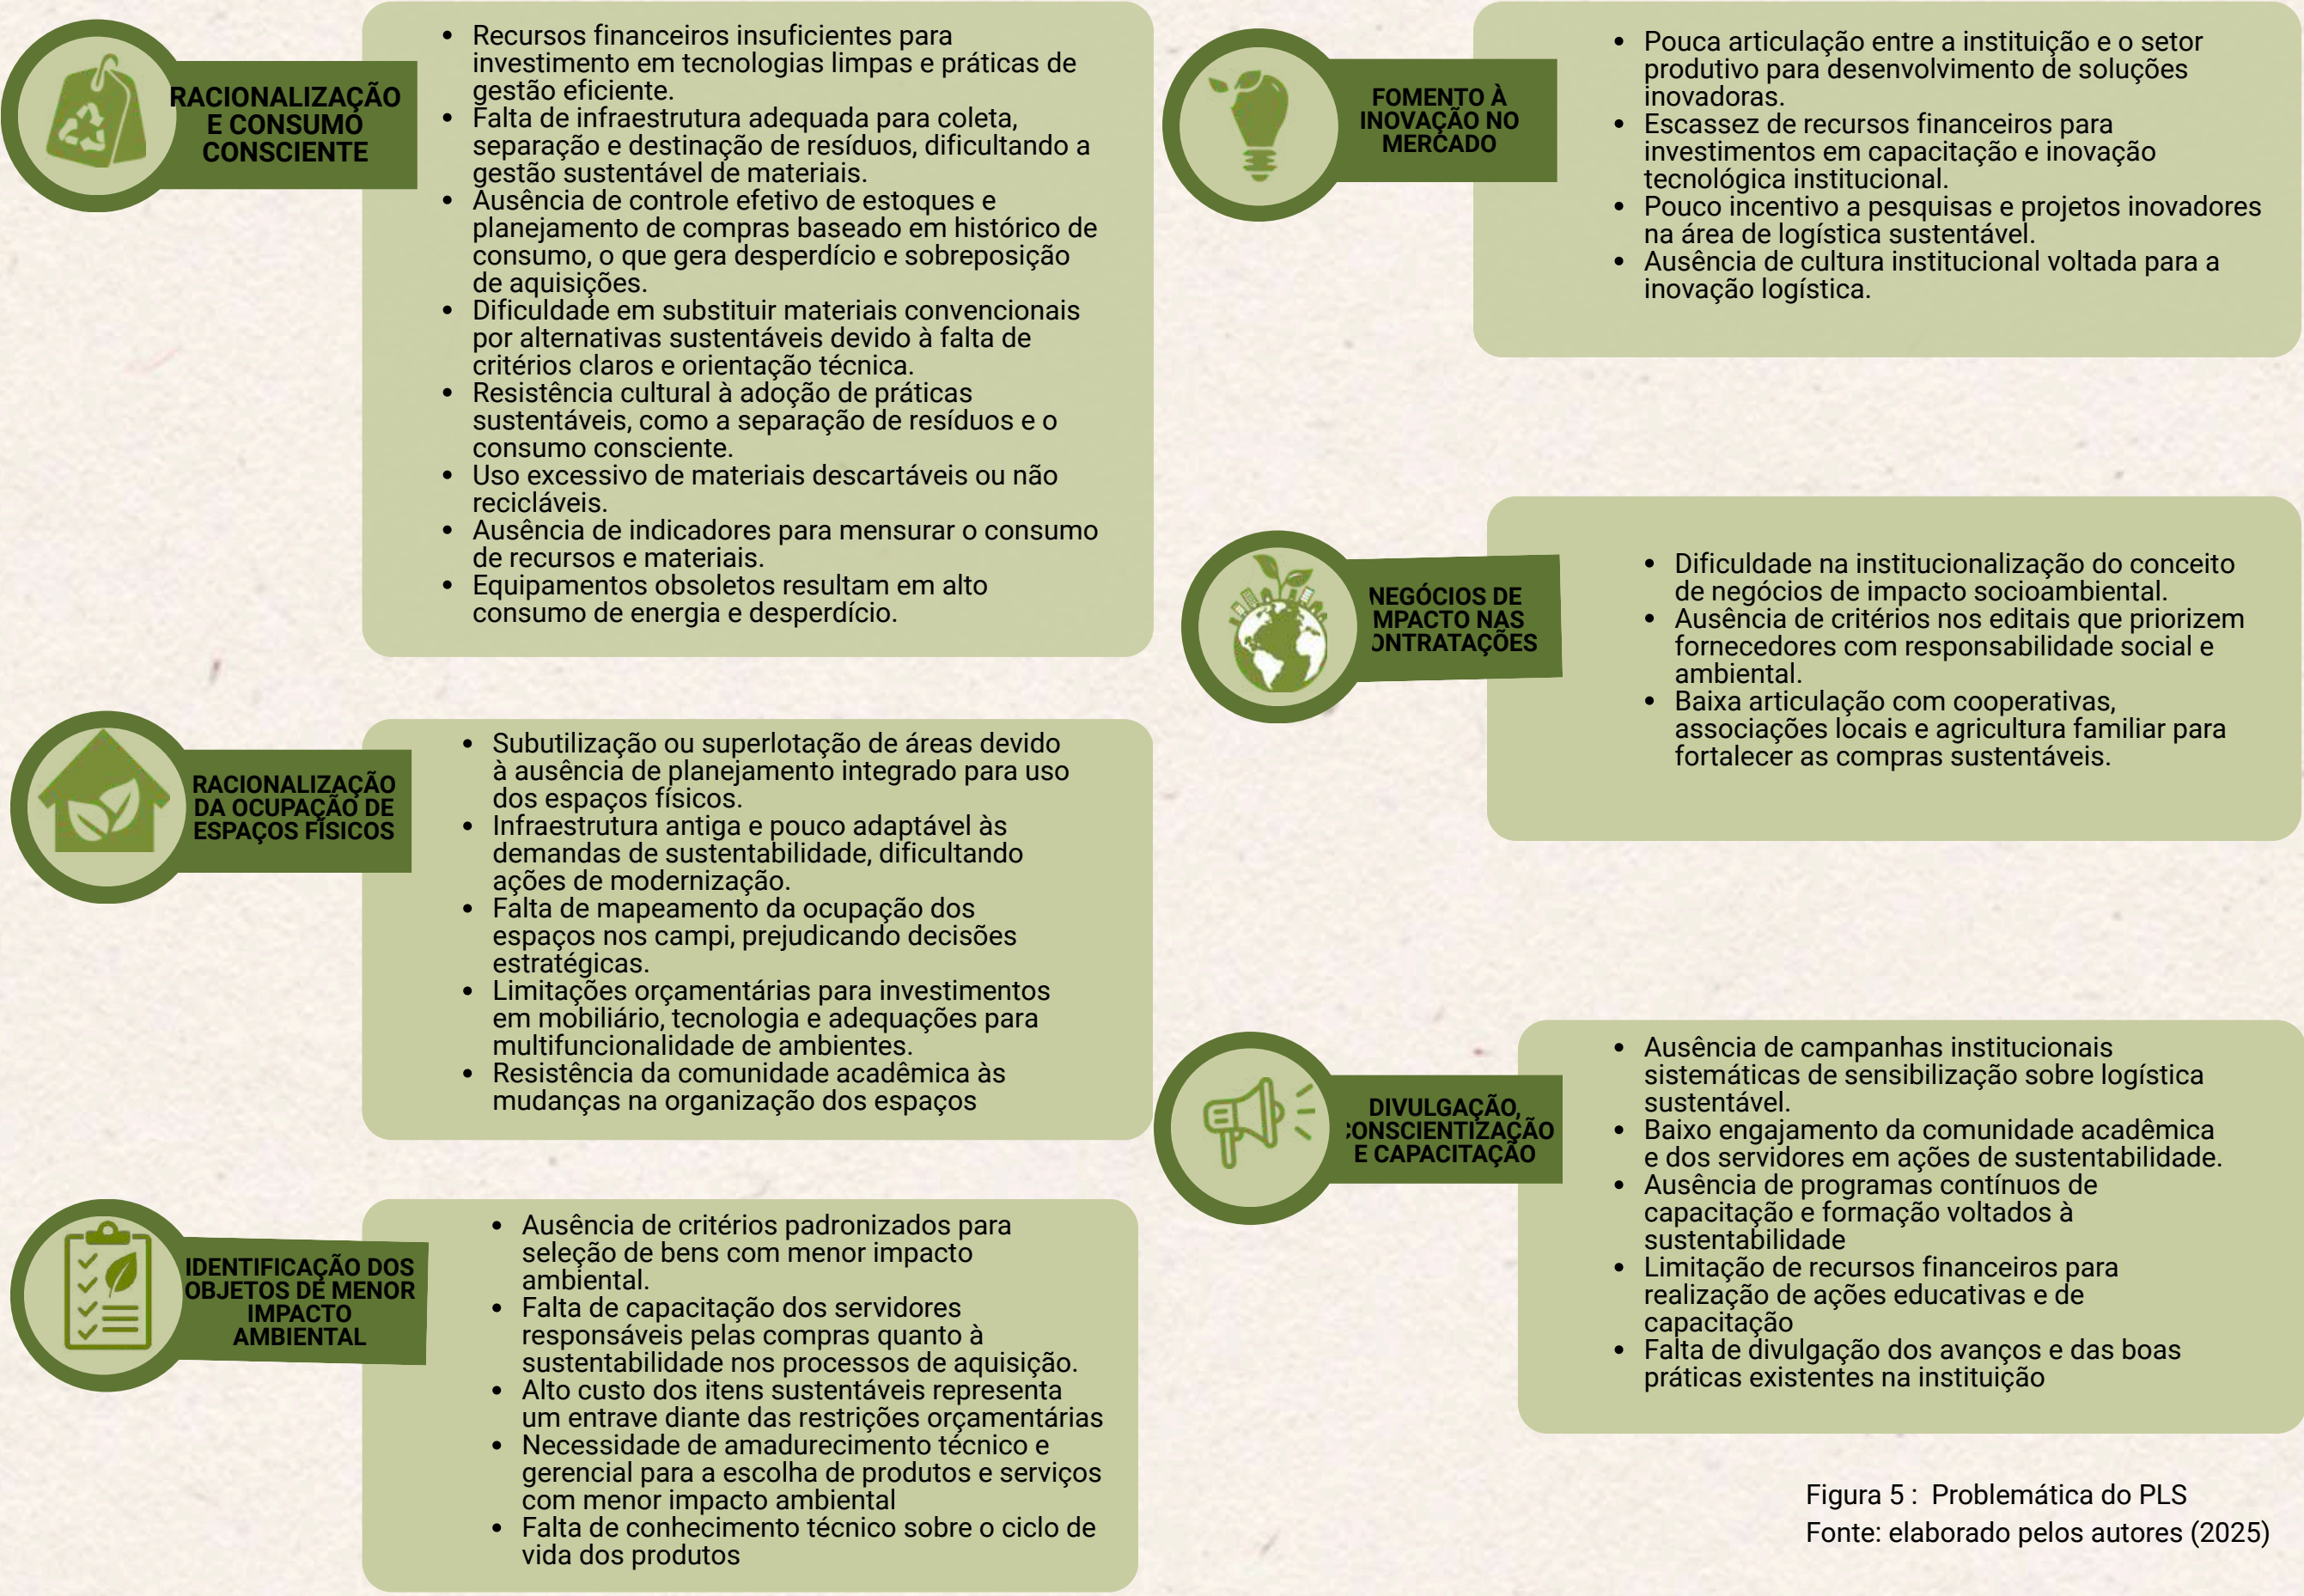 RACIONALIZAÇÃO
E CONSUMO
CONSCIENTE
• Recursos financeiros insuficientes para
investimento em tecnologias limpas e práticas de
gestão eficiente.
• Falta de infraestrutura adequada para coleta,
separação e destinação de resíduos, dificultando a
gestão sustentável de materiais.
• Ausência de controle efetivo de estoques e
planejamento de compras baseado em histórico de
consumo, o que gera desperdício e sobreposição
de aquisições.
• Dificuldade em substituir materiais convencionais
por alternativas sustentáveis devido à falta de
critérios claros e orientação técnica.
• Resistência cultural à adoção de práticas
sustentáveis, como a separação de resíduos e o
consumo consciente.
• Uso excessivo de materiais descartáveis ou não
recicláveis.
• Ausência de indicadores para mensurar o consumo
de recursos e materiais.
• Equipamentos obsoletos resultam em alto
consumo de energia e desperdício.
RACIONALIZAÇÃO
DA OCUPAÇÃO DE
ESPAÇOS FÍSICOS
• Subutilização ou superlotação de áreas devido
à ausência de planejamento integrado para uso
dos espaços físicos.
• Infraestrutura antiga e pouco adaptável às
demandas de sustentabilidade, dificultando
ações de modernização.
• Falta de mapeamento da ocupação dos
espaços nos campi, prejudicando decisões
estratégicas.
• Limitações orçamentárias para investimentos
em mobiliário, tecnologia e adequações para
multifuncionalidade de ambientes.
• Resistência da comunidade acadêmica às
mudanças na organização dos espaços
IDENTIFICAÇÃO DOS
OBJETOS DE MENOR
IMPACTO
AMBIENTAL
• Ausência de critérios padronizados para
seleção de bens com menor impacto
ambiental.
• Falta de capacitação dos servidores
responsáveis pelas compras quanto à
sustentabilidade nos processos de aquisição.
• Alto custo dos itens sustentáveis representa
um entrave diante das restrições orçamentárias
• Necessidade de amadurecimento técnico e
gerencial para a escolha de produtos e serviços
com menor impacto ambiental
• Falta de conhecimento técnico sobre o ciclo de
vida dos produtos
FOMENTO À
INOVAÇÃO NO
MERCADO
• Pouca articulação entre a instituição e o setor
produtivo para desenvolvimento de soluções
inovadoras.
• Escassez de recursos financeiros para
investimentos em capacitação e inovação
tecnológica institucional.
• Pouco incentivo a pesquisas e projetos inovadores
na área de logística sustentável.
• Ausência de cultura institucional voltada para a
inovação logística.
NEGÓCIOS DE
MPACTO NAS
ONTRATAÇÕES
• Dificuldade na institucionalização do conceito
de negócios de impacto socioambiental.
• Ausência de critérios nos editais que priorizem
fornecedores com responsabilidade social e
ambiental.
• Baixa articulação com cooperativas,
associações locais e agricultura familiar para
fortalecer as compras sustentáveis.
DIVULGAÇÃO,
CONSCIENTIZAÇÃO
E CAPACITAÇÃO
• Ausência de campanhas institucionais
sistemáticas de sensibilização sobre logística
sustentável.
• Baixo engajamento da comunidade acadêmica
e dos servidores em ações de sustentabilidade.
• Ausência de programas contínuos de
capacitação e formação voltados à
sustentabilidade
• Limitação de recursos financeiros para
realização de ações educativas e de
capacitação
• Falta de divulgação dos avanços e das boas
práticas existentes na instituição
Figura 5 : Problemática do PLS
Fonte: elaborado pelos autores (2025)